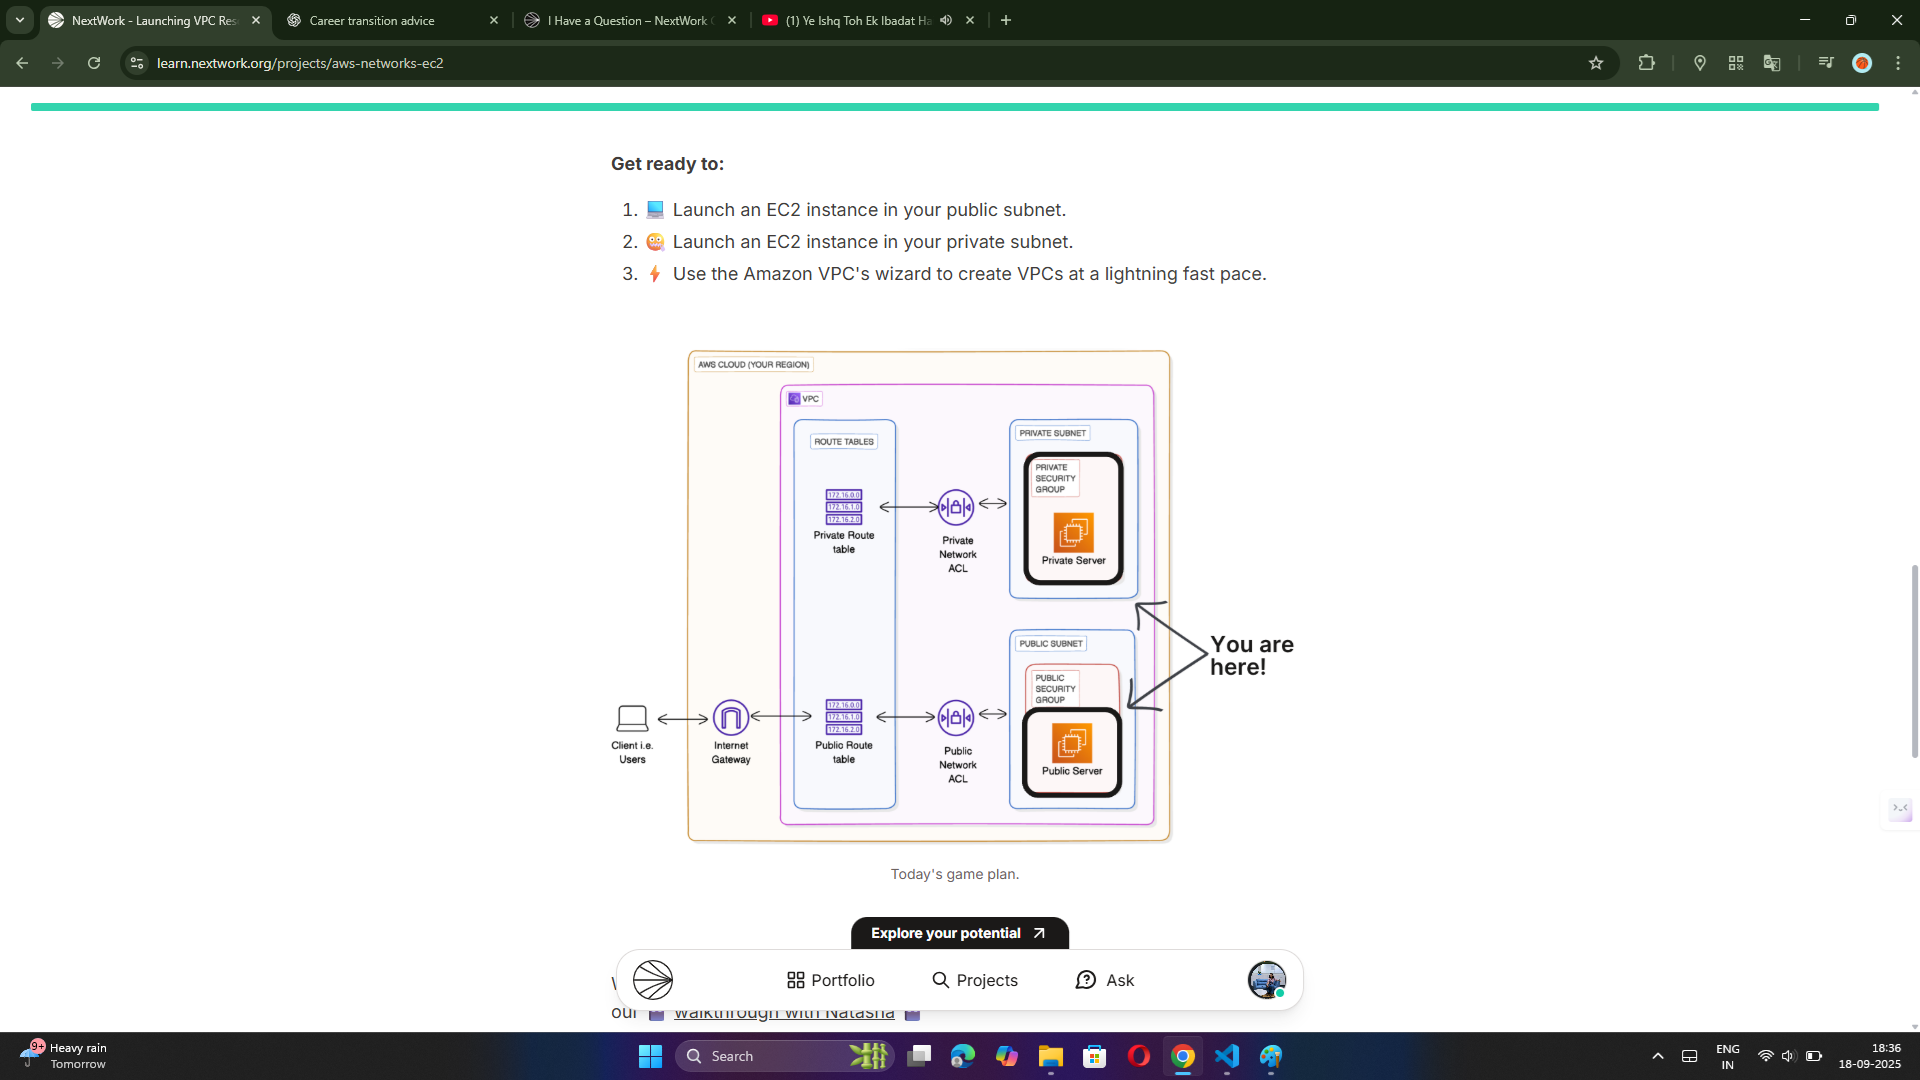 NextWork - Launching VPC Res
Career transition advice
I Have a Question – NextWork
(1) Ye Ishq Toh Ek Ibadat Ha
learn.nextwork.org/projects/aws-networks-ec2
Get ready to:
1. Launch an EC2 instance in your public subnet.
2. Launch an EC2 instance in your private subnet.
3. Use the Amazon VPC's wizard to create VPCs at a lightning fast pace.
AWS CLOUD (YOUR REGION)
VPC
ROUTE TABLES
PRIVATE SUBNET
PRIVATE
SECURITY
GROUP
172.16.0.0
172.16.1.0
172.16.2.0
Private Route
table
Private
Network
ACL
Private Server
You are
here!
PUBLIC SUBNET
PUBLIC
SECURITY
GROUP
172.16.0.0
172.16.1.0
172.16.2.0
Client i.e.
Users
Internet
Gateway
Public Route
table
Public
Network
ACL
Public Server
Today's game plan.
Explore your potential
Portfolio
Projects
Ask
our walkthrough with Natasha
9+
Heavy rain
Tomorrow
Search
ENG
IN
18:36
18-09-2025